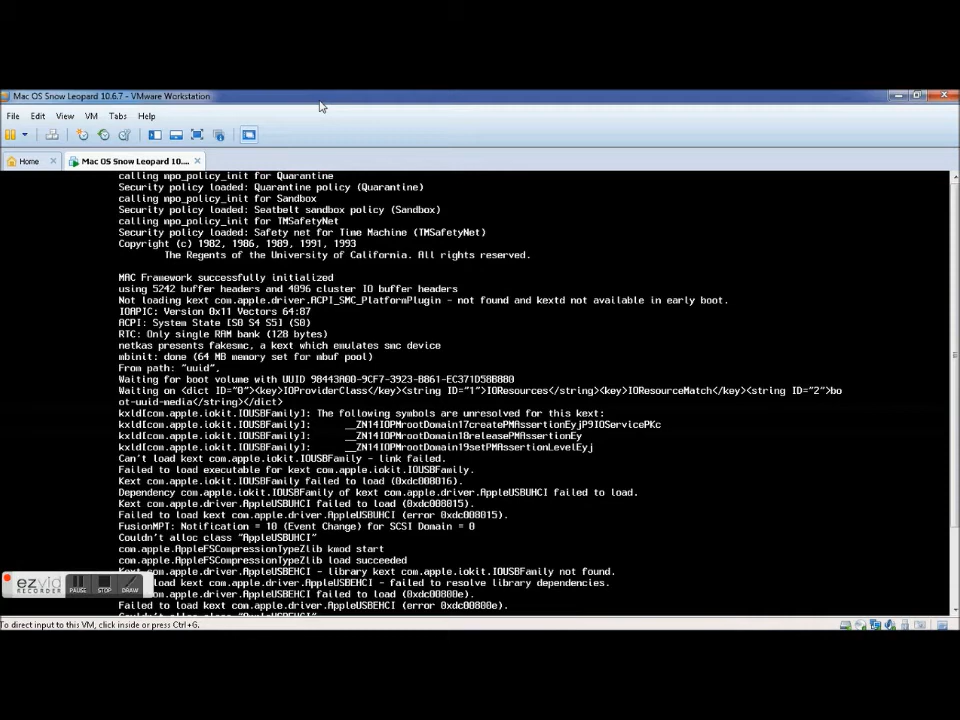 Mac OS Snow Leopard 10.6.7 - VMware Workstation
File Edit View VM Tabs Help
Home Mac OS Snow Leopard 10....
calling mpo_policy_init for Quarantine
Security policy loaded: Quarantine policy (Quarantine)
calling mpo_policy_init for Sandbox
Security policy loaded: Seatbelt sandbox policy (Sandbox)
calling mpo_policy_init for TMSafetyNet
Security policy loaded: Safety net for Time Machine (TMSafetyNet)
Copyright (c) 1982, 1986, 1989, 1991, 1993
The Regents of the University of California. All rights reserved.
MAC Framework successfully initialized
using 5242 buffer headers and 4096 cluster IO buffer headers
Not loading kext com.apple.driver.ACPI_SMC_PlatformPlugin - not found and kextd not available in early boot.
IOAPIC: Version 0x11 Vectors 64:87
ACPI: System State [S0 S4 S5] (S0)
RTC: Only single RAM bank (128 bytes)
netkas presents fakesmc, a kext which emulates smc device
mbinit: done (64 MB memory set for mbuf pool)
From path: "uuid",
Waiting for boot volume with UUID 98443A00-9CF7-3923-B861-EC371D58B880
Waiting on <dict ID="0"><key>IOProviderClass</key><string ID="1">IOResources</string><key>IOResourceMatch</key><string ID="2">bo
ot-uuid-media</string></dict>
kxld[com.apple.iokit.IOUSBFamily]: The following symbols are unresolved for this kext:
kxld[com.apple.iokit.IOUSBFamily]: __ZN14IOPMrootDomain17createPMAssertionEyjP9IOServicePKc
kxld[com.apple.iokit.IOUSBFamily]: __ZN14IOPMrootDomain18releasePMAssertionEy
kxld[com.apple.iokit.IOUSBFamily]: __ZN14IOPMrootDomain19setPMAssertionLevelEyj
Can't load kext com.apple.iokit.IOUSBFamily - link failed.
Failed to load executable for kext com.apple.iokit.IOUSBFamily.
Kext com.apple.iokit.IOUSBFamily failed to load (0xdc008016).
Dependency com.apple.iokit.IOUSBFamily of kext com.apple.driver.AppleUSBUHCI failed to load.
Kext com.apple.driver.AppleUSBUHCI failed to load (0xdc008015).
Failed to load kext com.apple.driver.AppleUSBUHCI (error 0xdc008015).
FusionMPT: Notification = 10 (Event Change) for SCSI Domain = 0
Couldn't alloc class "AppleUSBUHCI"
com.apple.AppleFSCompressionTypeZlib kmod start
com.apple.AppleFSCompressionTypeZlib load succeeded
Kext com.apple.driver.AppleUSBEHCI - library kext com.apple.iokit.IOUSBFamily not found.
load kext com.apple.driver.AppleUSBEHCI - failed to resolve library dependencies.
Kext com.apple.driver.AppleUSBEHCI failed to load (0xdc00800e).
Failed to load kext com.apple.driver.AppleUSBEHCI (error 0xdc00800e).
ezvid
RECORDER
PAUSE STOP DRAW
To direct input to this VM, click inside or press Ctrl+G.